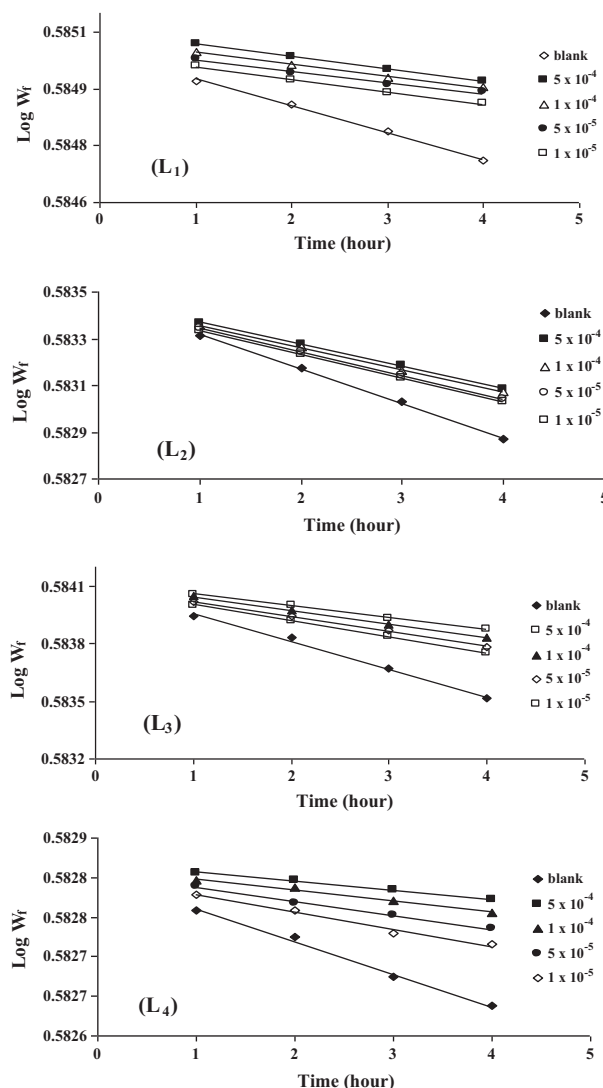 0.5851
0.5849
0.5848
0.5846
Log W_f
0 1 2 3 4 5
Time (hour)
(L₁)
blank
5 x 10⁻⁴
1 x 10⁻⁴
5 x 10⁻⁵
1 x 10⁻⁵
0.5835
0.5833
0.5831
0.5829
0.5827
Log W_f
0 1 2 3 4 5
Time (hour)
(L₂)
blank
5 x 10⁻⁴
1 x 10⁻⁴
5 x 10⁻⁵
1 x 10⁻⁵
0.5841
0.5838
0.5835
0.5832
Log W_f
0 1 2 3 4 5
Time (hour)
(L₃)
blank
5 x 10⁻⁴
1 x 10⁻⁴
5 x 10⁻⁵
1 x 10⁻⁵
0.5829
0.5828
0.5828
0.5827
0.5827
0.5826
Log W_f
0 1 2 3 4 5
Time (hour)
(L₄)
blank
5 x 10⁻⁴
1 x 10⁻⁴
5 x 10⁻⁵
1 x 10⁻⁵